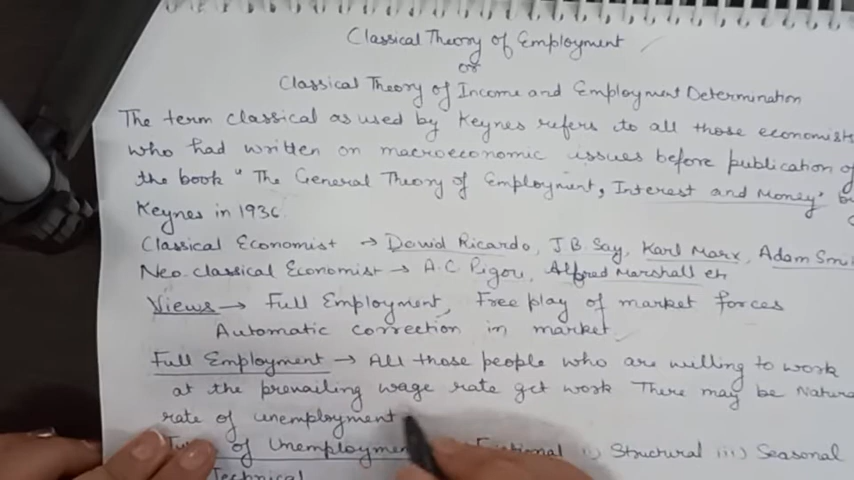 Classical Theory of Employment
or
Classical Theory of Income and Employment Determination
The term classical as used by Keynes refers to all those economists
who had written on macroeconomic issues before publication of
the book " The General Theory of Employment, Interest and Money"
Keynes in 1936
Classical Economist → David Ricardo, J.B. Say, Karl Marx, Adam
Neo classical Economist → A.C. Pigou, Alfred Marshall etc
Views → Full Employment, Free play of market forces
Automatic correction in market
Full Employment → All those people who are willing to work
at the prevailing wage rate get work There may be
rate of unemployment
of Unemployment Frictional Structural iii) Seasonal
Technical